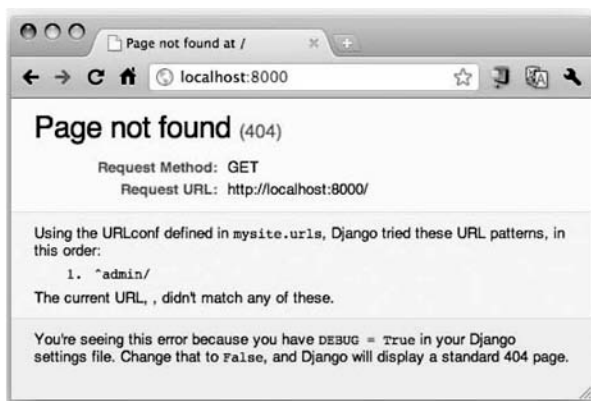 Page not found at /
localhost:8000
Page not found (404)
Request Method: GET
Request URL: http://localhost:8000/
Using the URLconf defined in mysite.urls, Django tried these URL patterns, in
this order:
1. ^admin/
The current URL, , didn't match any of these.
You're seeing this error because you have DEBUG = True in your Django
settings file. Change that to False, and Django will display a standard 404 page.